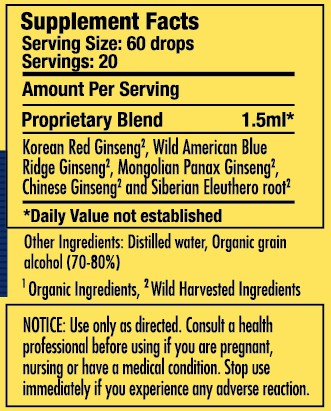 Supplement Facts
Serving Size: 60 drops
Servings: 20
Amount Per Serving
Proprietary Blend 1.5ml*
Korean Red Ginseng², Wild American Blue
Ridge Ginseng², Mongolian Panax Ginseng²,
Chinese Ginseng² and Siberian Eleuthero root²
*Daily Value not established
Other Ingredients: Distilled water, Organic grain
alcohol (70-80%)
¹ Organic Ingredients, ² Wild Harvested Ingredients
NOTICE: Use only as directed. Consult a health
professional before using if you are pregnant,
nursing or have a medical condition. Stop use
immediately if you experience any adverse reaction.